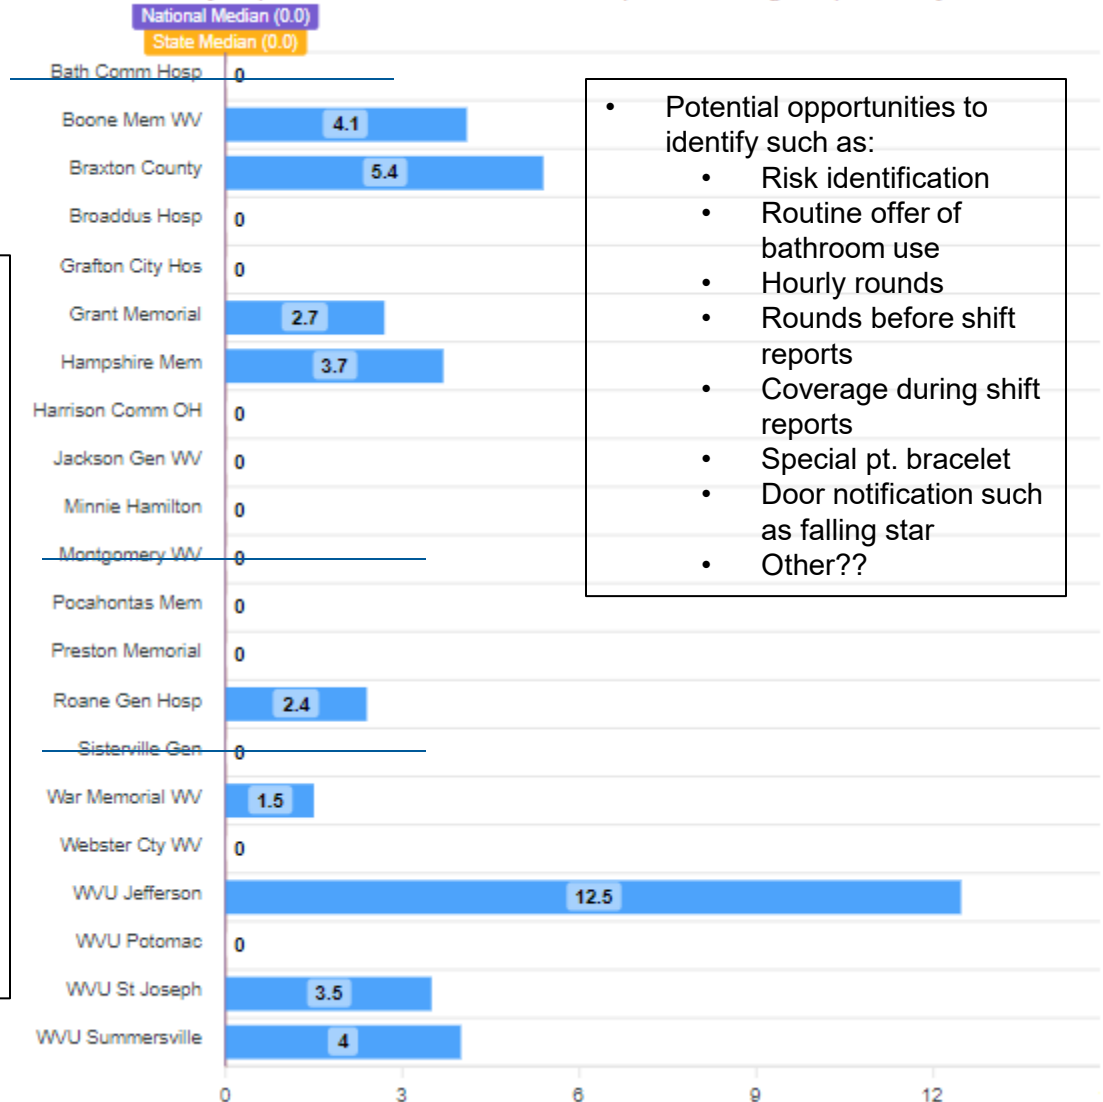 National Median (0.0)
State Median (0.0)
Bath Comm Hosp 0
Boone Mem WV 4.1
Braxton County 5.4
Broaddus Hosp 0
Grafton City Hos 0
Grant Memorial 2.7
Hampshire Mem 3.7
Harrison Comm OH 0
Jackson Gen WV 0
Minnie Hamilton 0
Montgomery WV 0
Pocahontas Mem 0
Preston Memorial 0
Roane Gen Hosp 2.4
Sisterville Gen 0
War Memorial WV 1.5
Webster Cty WV 0
WVU Jefferson 12.5
WVU Potomac 0
WVU St Joseph 3.5
WVU Summersville 4
0 3 6 9 12
• Potential opportunities to
identify such as:
• Risk identification
• Routine offer of
bathroom use
• Hourly rounds
• Rounds before shift
reports
• Coverage during shift
reports
• Special pt. bracelet
• Door notification such
as falling star
• Other??